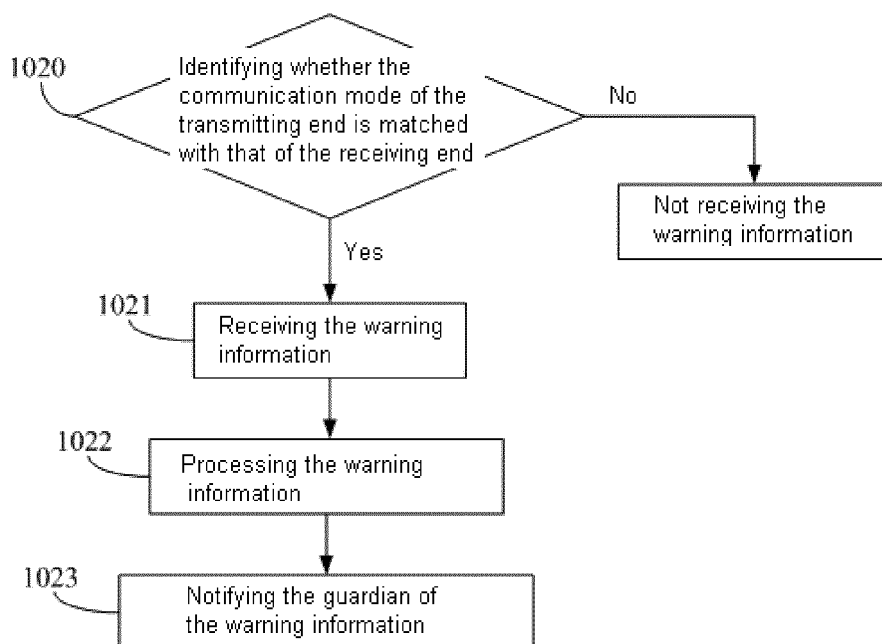 1020
Identifying whether the
communication mode of the
transmitting end is matched
with that of the receiving end
No
Not receiving the
warning information
Yes
1021
Receiving the warning
information
1022
Processing the warning
information
1023
Notifying the guardian of
the warning information